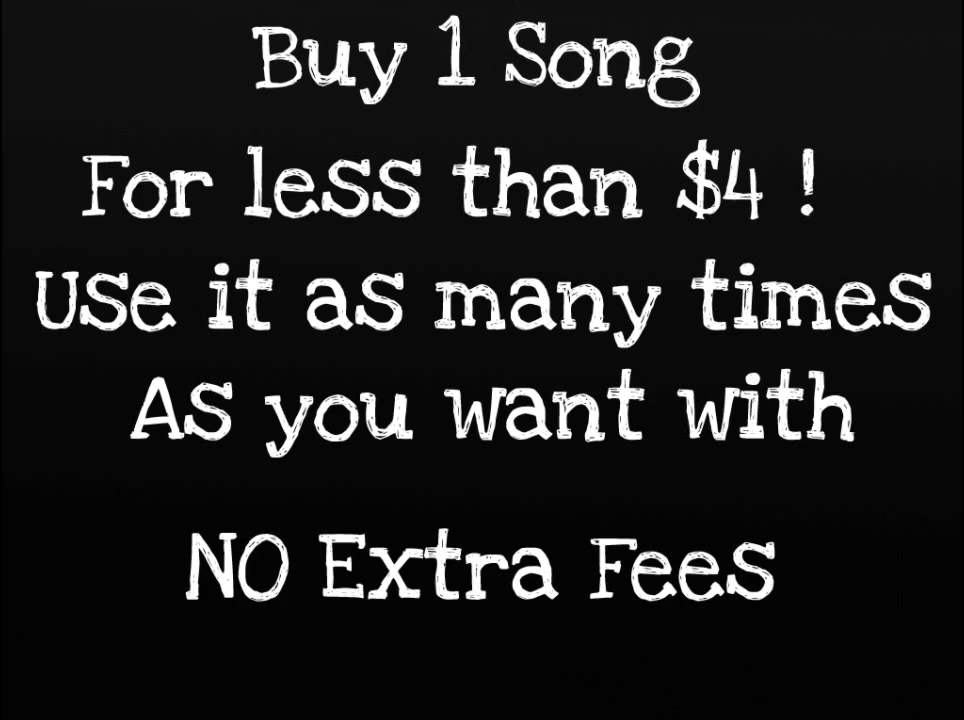 Buy 1 Song
For less than $4 !
Use it as many times
As you want with
NO Extra Fees